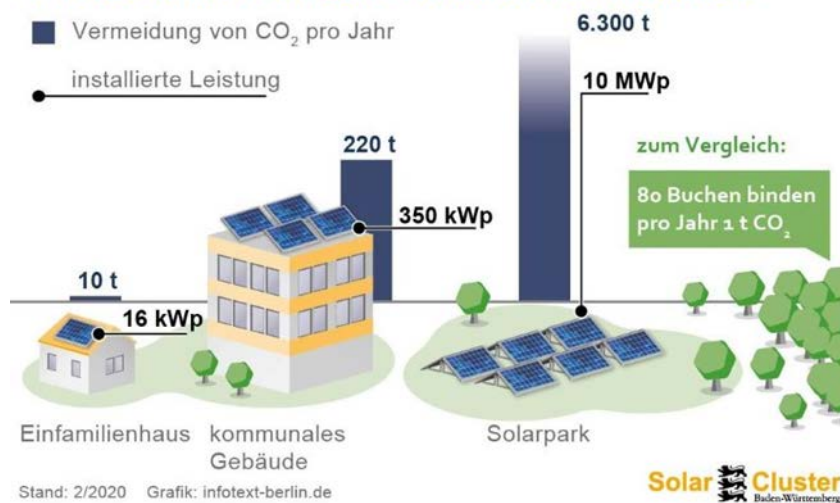 Vermeidung von CO₂ pro Jahr
installierte Leistung
6.300 t
10 MWp
220 t
350 kWp
10 t
16 kWp
zum Vergleich:
80 Buchen binden
pro Jahr 1 t CO₂
Einfamilienhaus
kommunales
Gebäude
Solarpark
Stand: 2/2020 Grafik: infotext-berlin.de
Solar Cluster
Baden-Württemberg